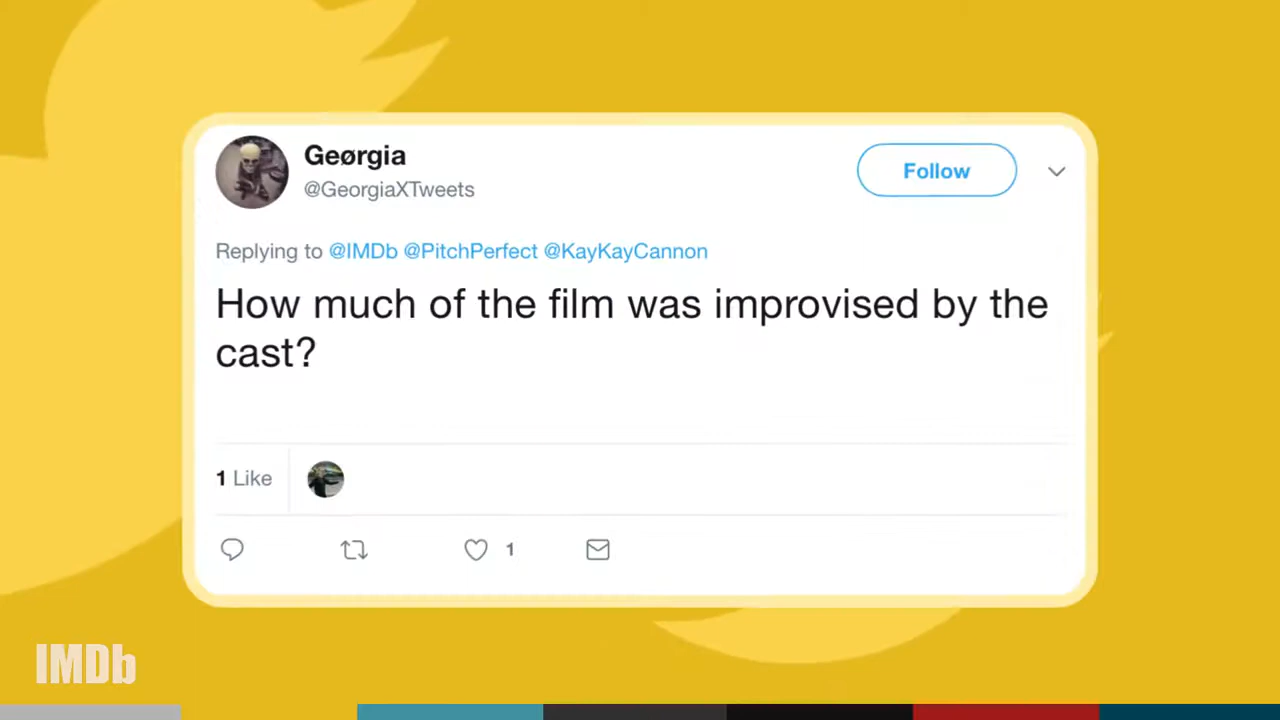 Geørgia
@GeorgiaXTweets
Follow
Replying to @IMDb @PitchPerfect @KayKayCannon
How much of the film was improvised by the
cast?
1 Like
1
IMDb